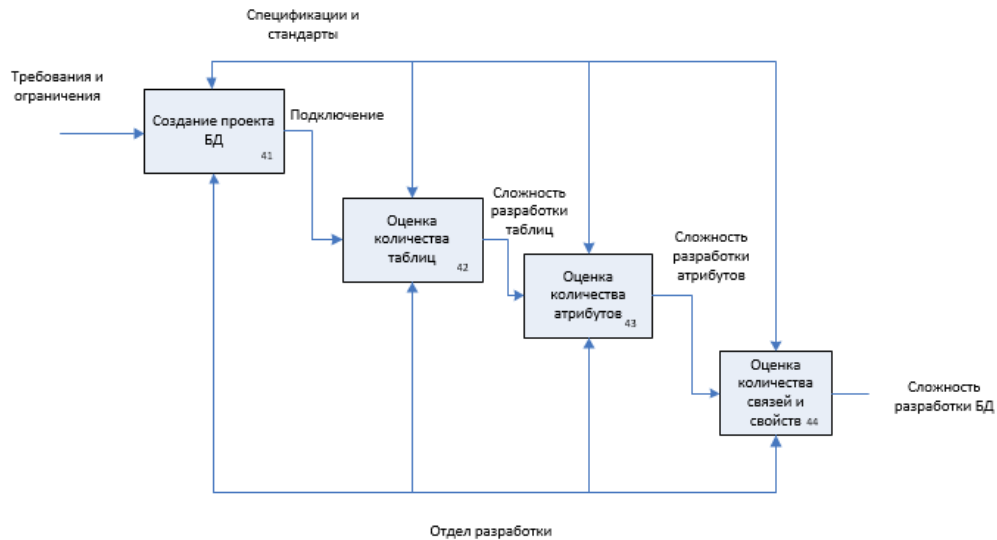 Спецификации и
стандарты
Требования и
ограничения
Создание проекта
БД
41
Подключение
Оценка
количества
таблиц 42
Сложность
разработки
таблиц
Оценка
количества
атрибутов 43
Сложность
разработки
атрибутов
Оценка
количества
связей и
свойств 44
Сложность
разработки БД
Отдел разработки